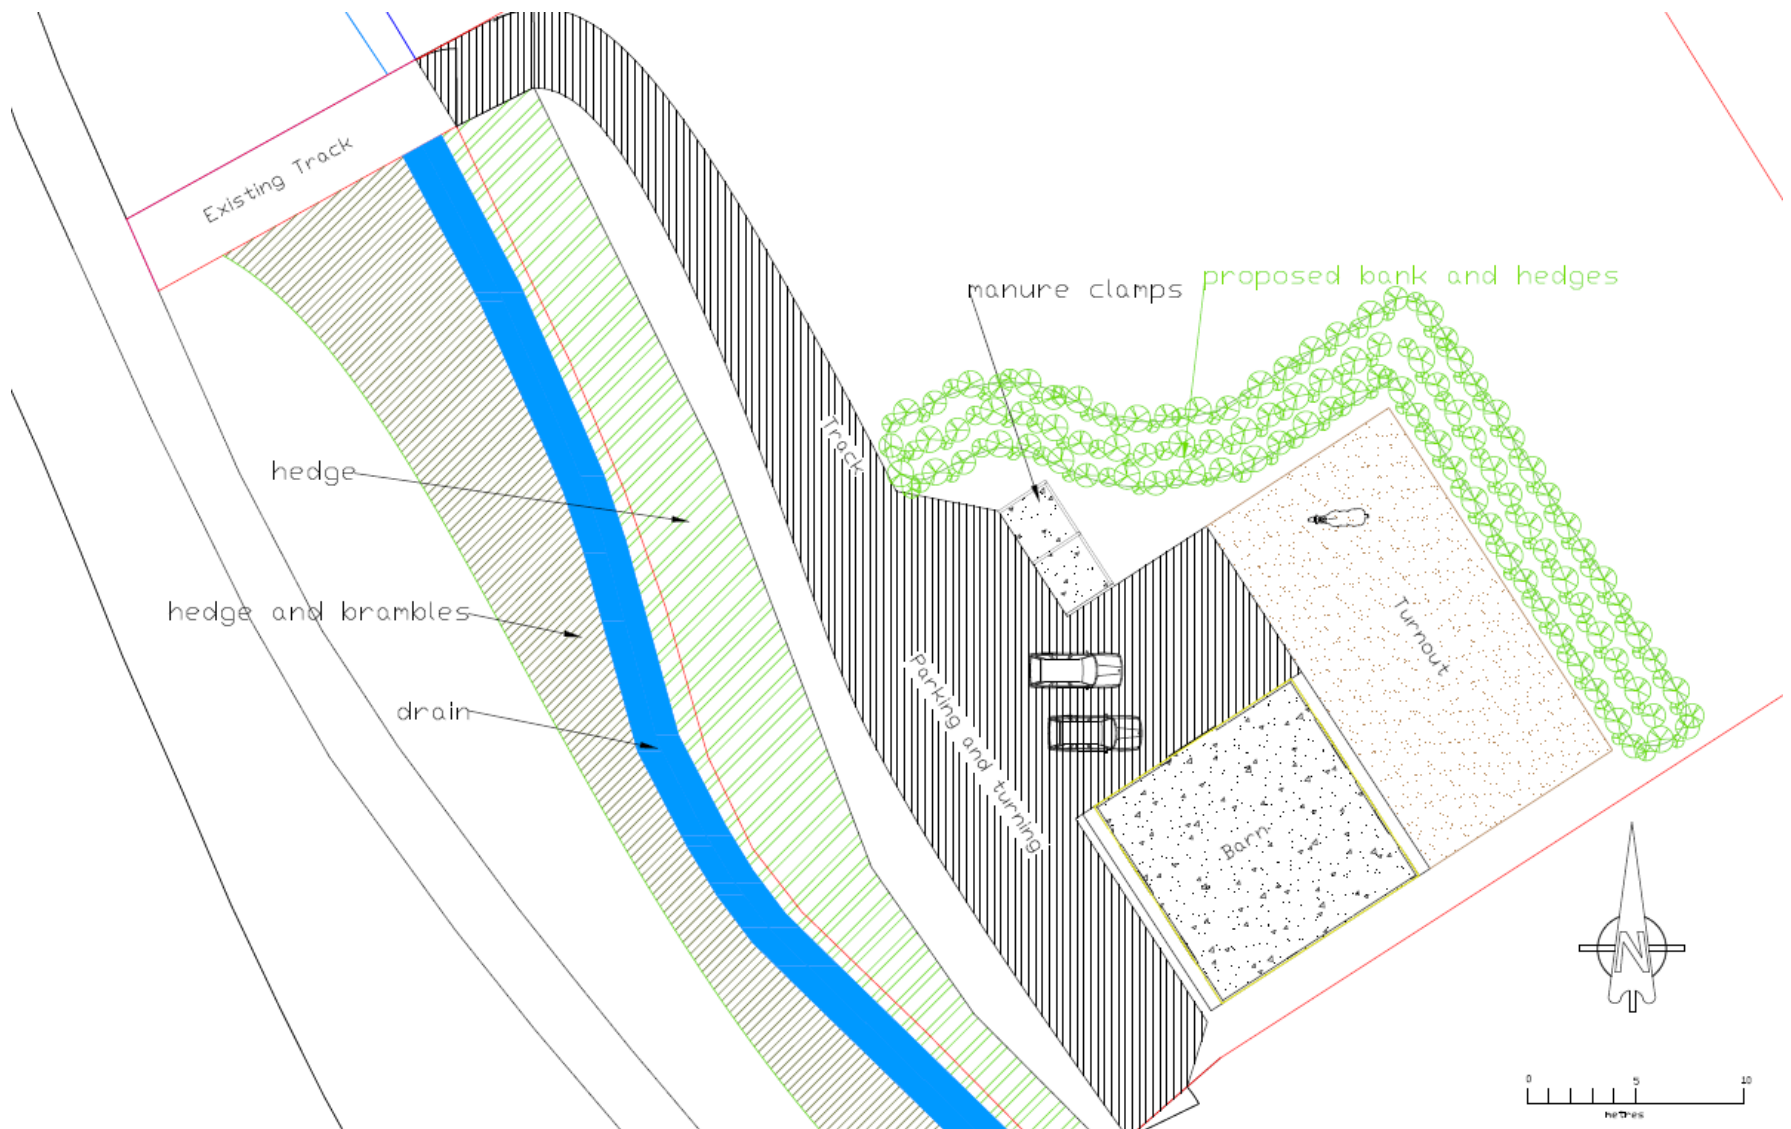 Existing Track
manure clamps
proposed bank and hedges
Track
hedge
hedge and brambles
drain
Parking and turning
Turnout
Barn
N
0 5 10
metres